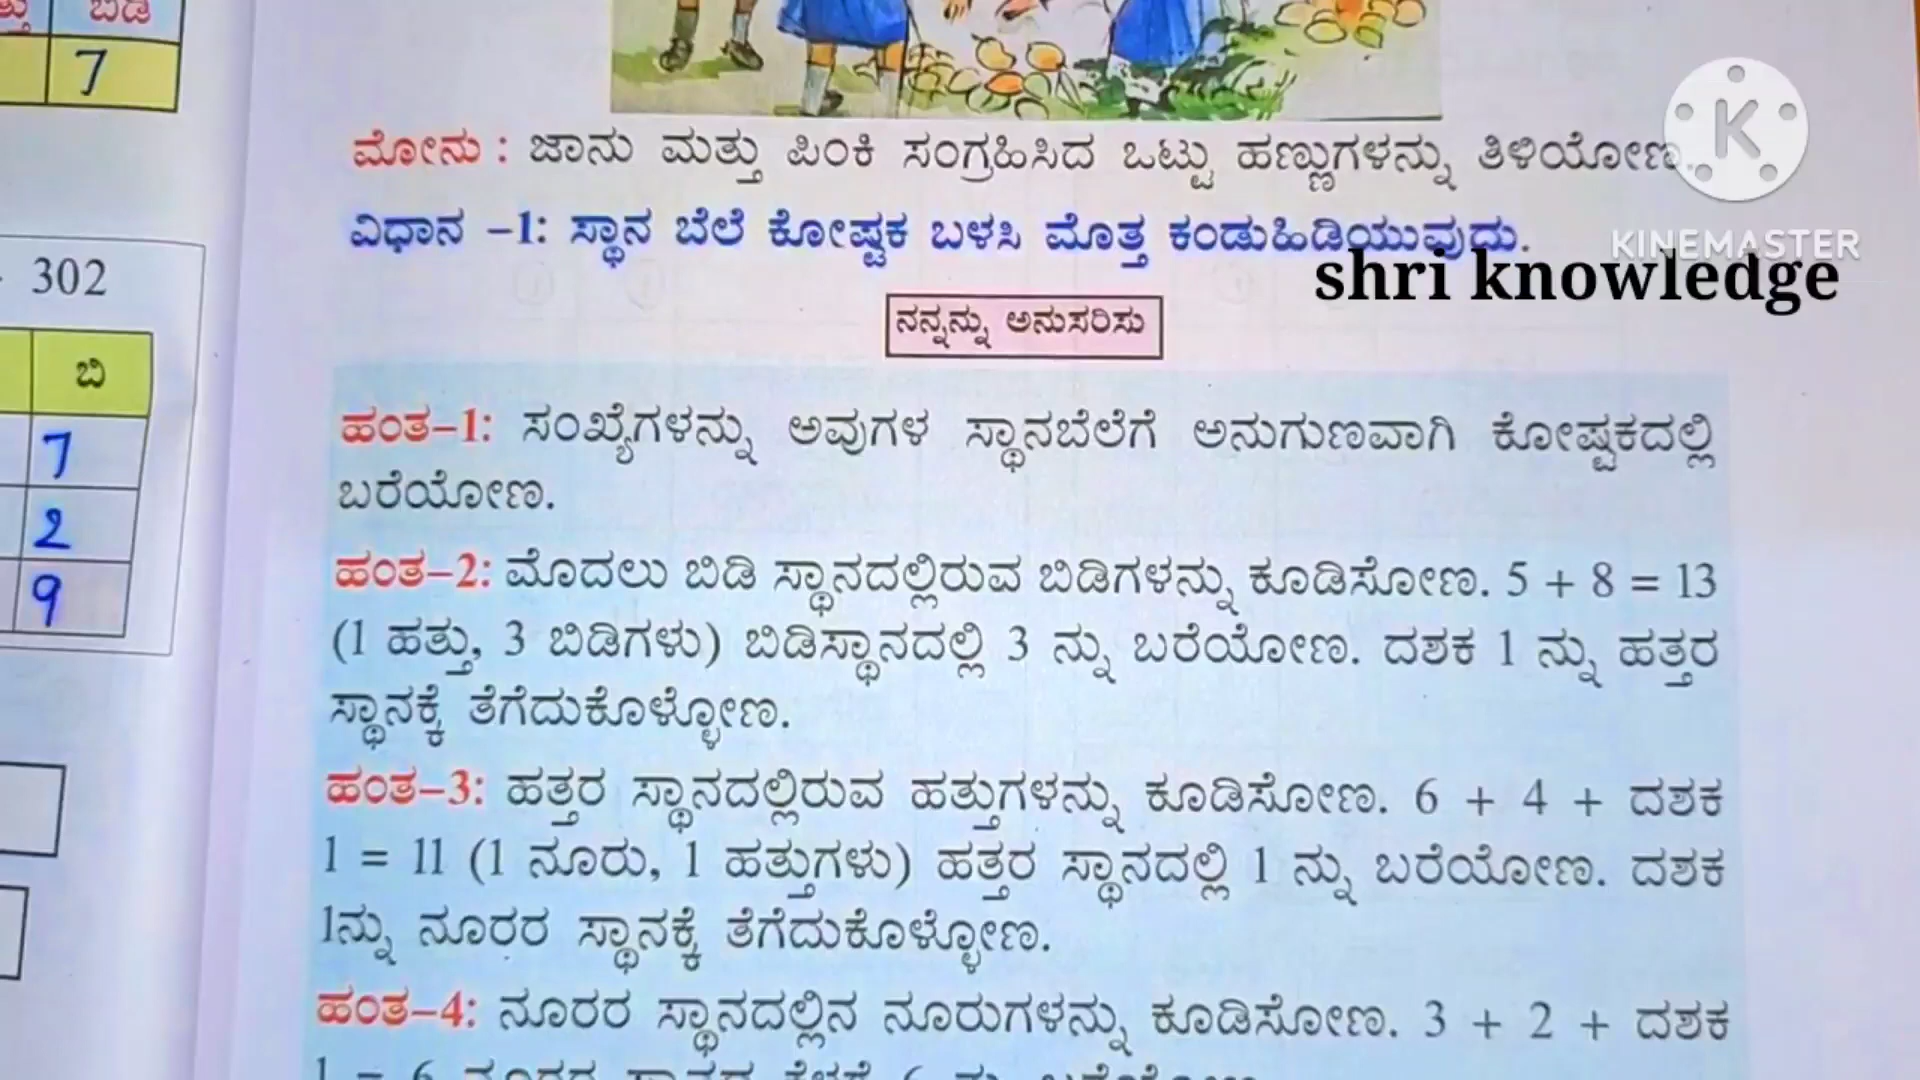 ಬಿಡಿ
7
302
ಬಿ
7
2
9
ಮೋನು : ಜಾನು ಮತ್ತು ಪಿಂಕಿ ಸಂಗ್ರಹಿಸಿದ ಒಟ್ಟು ಹಣ್ಣುಗಳನ್ನು ತಿಳಿಯೋಣ.
ವಿಧಾನ –1: ಸ್ಥಾನ ಬೆಲೆ ಕೋಷ್ಟಕ ಬಳಸಿ ಮೊತ್ತ ಕಂಡುಹಿಡಿಯುವುದು.
K
KINEMASTER
shri knowledge
ನನ್ನನ್ನು ಅನುಸರಿಸು
ಹಂತ–1: ಸಂಖ್ಯೆಗಳನ್ನು ಅವುಗಳ ಸ್ಥಾನಬೆಲೆಗೆ ಅನುಗುಣವಾಗಿ ಕೋಷ್ಟಕದಲ್ಲಿ
ಬರೆಯೋಣ.
ಹಂತ–2: ಮೊದಲು ಬಿಡಿ ಸ್ಥಾನದಲ್ಲಿರುವ ಬಿಡಿಗಳನ್ನು ಕೂಡಿಸೋಣ. 5 + 8 = 13
(1 ಹತ್ತು, 3 ಬಿಡಿಗಳು) ಬಿಡಿಸ್ಥಾನದಲ್ಲಿ 3 ನ್ನು ಬರೆಯೋಣ. ದಶಕ 1 ನ್ನು ಹತ್ತರ
ಸ್ಥಾನಕ್ಕೆ ತೆಗೆದುಕೊಳ್ಳೋಣ.
ಹಂತ–3: ಹತ್ತರ ಸ್ಥಾನದಲ್ಲಿರುವ ಹತ್ತುಗಳನ್ನು ಕೂಡಿಸೋಣ. 6 + 4 + ದಶಕ
1 = 11 (1 ನೂರು, 1 ಹತ್ತುಗಳು) ಹತ್ತರ ಸ್ಥಾನದಲ್ಲಿ 1 ನ್ನು ಬರೆಯೋಣ. ದಶಕ
1ನ್ನು ನೂರರ ಸ್ಥಾನಕ್ಕೆ ತೆಗೆದುಕೊಳ್ಳೋಣ.
ಹಂತ–4: ನೂರರ ಸ್ಥಾನದಲ್ಲಿನ ನೂರುಗಳನ್ನು ಕೂಡಿಸೋಣ. 3 + 2 + ದಶಕ